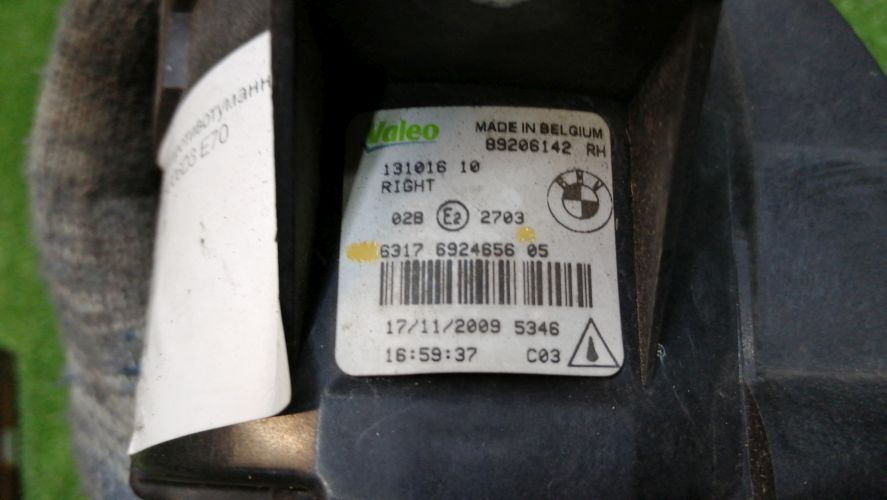 Valeo
MADE IN BELGIUM
89206142 RH
131016 10
RIGHT
BMW
02B E2 2703
6317 6924656 05
17/11/2009 5346
16:59:37 C03
E70